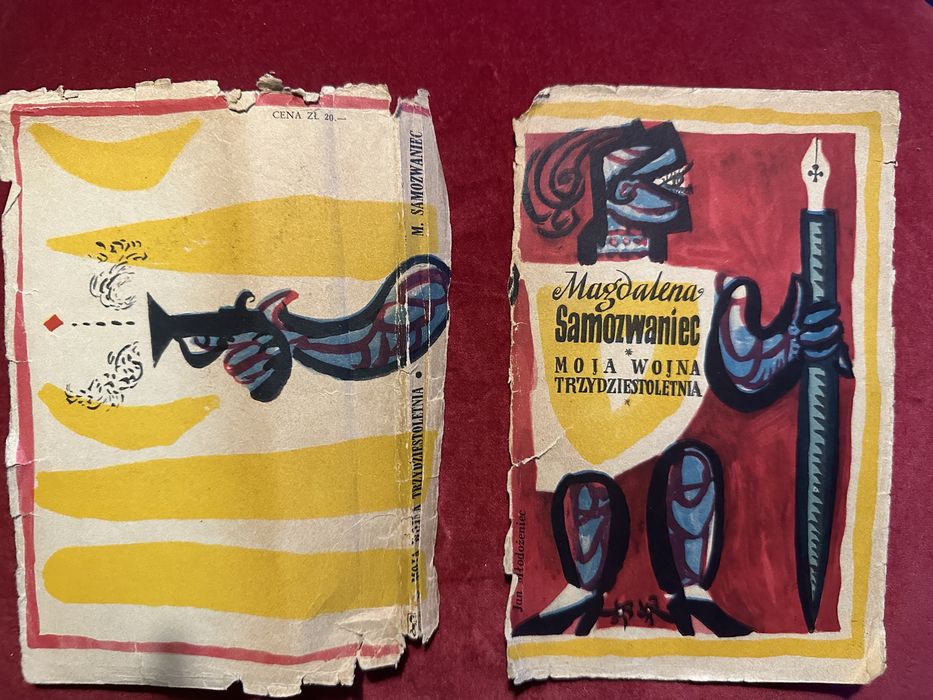 CENA ZŁ 20.—
MOJA WOJNA TRZYDZIESTOLETNIA • M. SAMOZWANIEC
Magdalena
Samozwaniec
*
MOJA WOJNA
TRZYDZIESTOLETNIA
*
Jan Młodożeniec